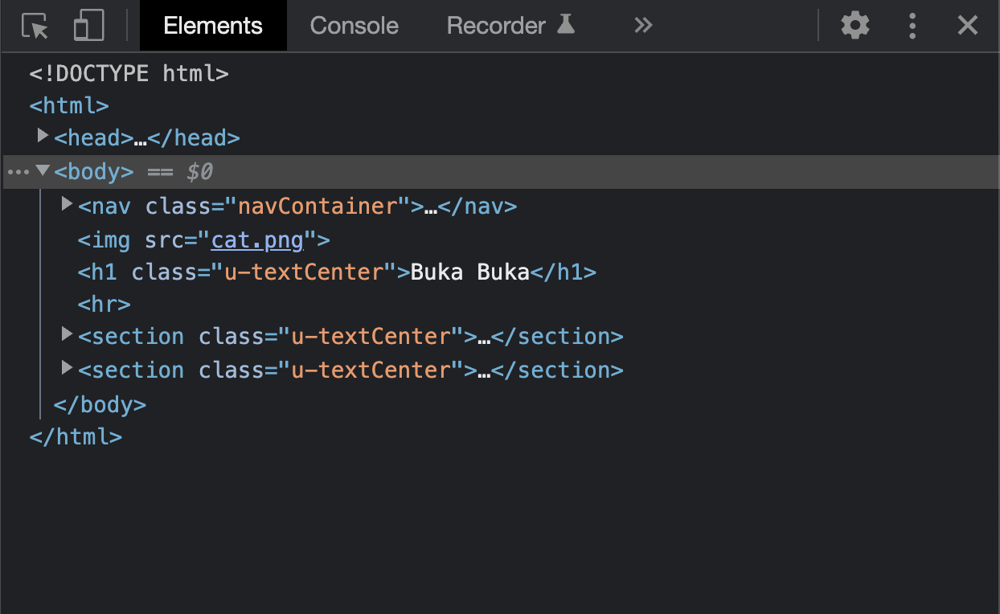 Elements Console Recorder
<!DOCTYPE html>
<html>
<head>…</head>
<body> == $0
<nav class="navContainer">…</nav>
<img src="cat.png">
<h1 class="u-textCenter">Buka Buka</h1>
<hr>
<section class="u-textCenter">…</section>
<section class="u-textCenter">…</section>
</body>
</html>